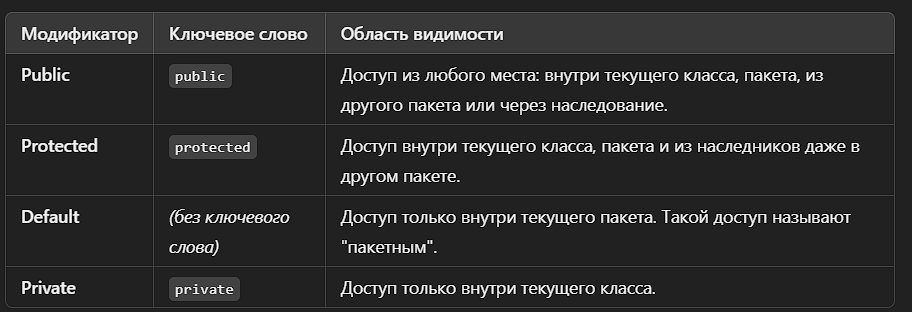 Модификатор Ключевое слово Область видимости
Public public Доступ из любого места: внутри текущего класса, пакета, из
другого пакета или через наследование.
Protected protected Доступ внутри текущего класса, пакета и из наследников даже в
другом пакете.
Default (без ключевого Доступ только внутри текущего пакета. Такой доступ называют
слова) "пакетным".
Private private Доступ только внутри текущего класса.